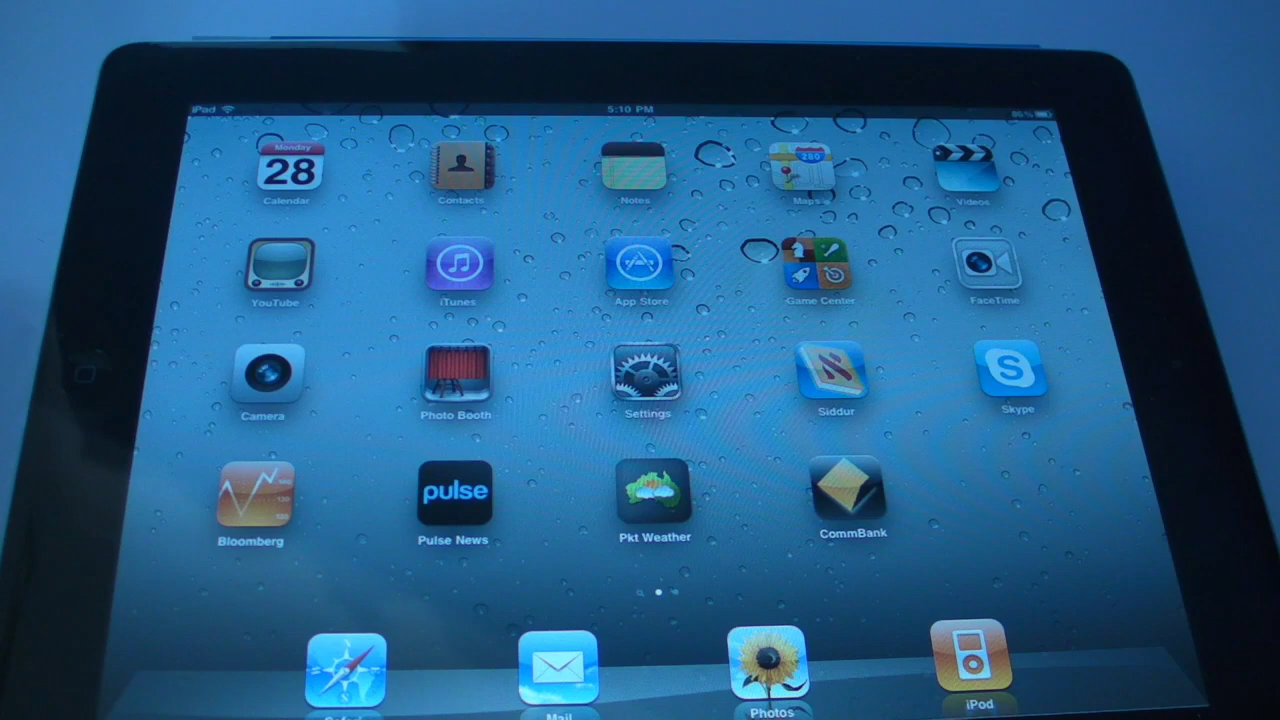 iPad 5:10 PM
Monday
28 280
Calendar Contacts Notes Maps Videos
YouTube iTunes App Store Game Center FaceTime
S
Camera Photo Booth Settings Siddur Skype
pulse
Bloomberg Pulse News Pkt Weather CommBank
Mail Photos iPod